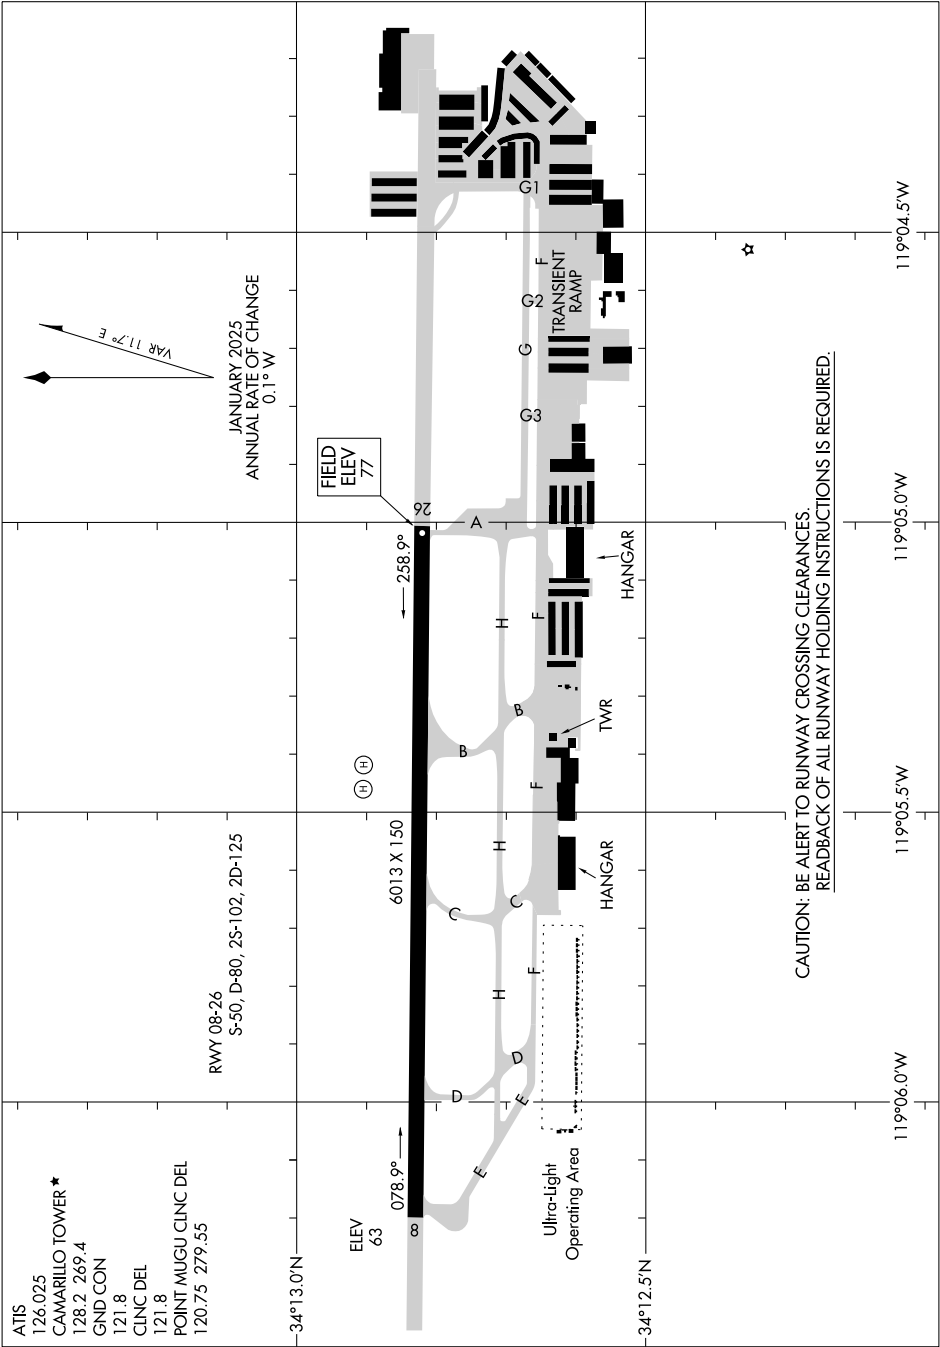 ATIS
126.025
CAMARILLO TOWER★
128.2 269.4
GND CON
121.8
CLNC DEL
121.8
POINT MUGU CLNC DEL
120.75 279.55
RWY 08-26
S-50, D-80, 2S-102, 2D-125
VAR 11.7° E
JANUARY 2025
ANNUAL RATE OF CHANGE
0.1° W
34°13.0'N
ELEV
63
8
078.9°
6013 X 150
H
H
258.9°
FIELD
ELEV
77
26
E
D
C
B
A
H
H
H
E
D
C
B
F
F
F
G3
G
G2
F
G1
TRANSIENT
RAMP
Ultra-Light
Operating Area
HANGAR
TWR
HANGAR
34°12.5'N
CAUTION: BE ALERT TO RUNWAY CROSSING CLEARANCES.
READBACK OF ALL RUNWAY HOLDING INSTRUCTIONS IS REQUIRED.
119°06.0'W
119°05.5'W
119°05.0'W
119°04.5'W